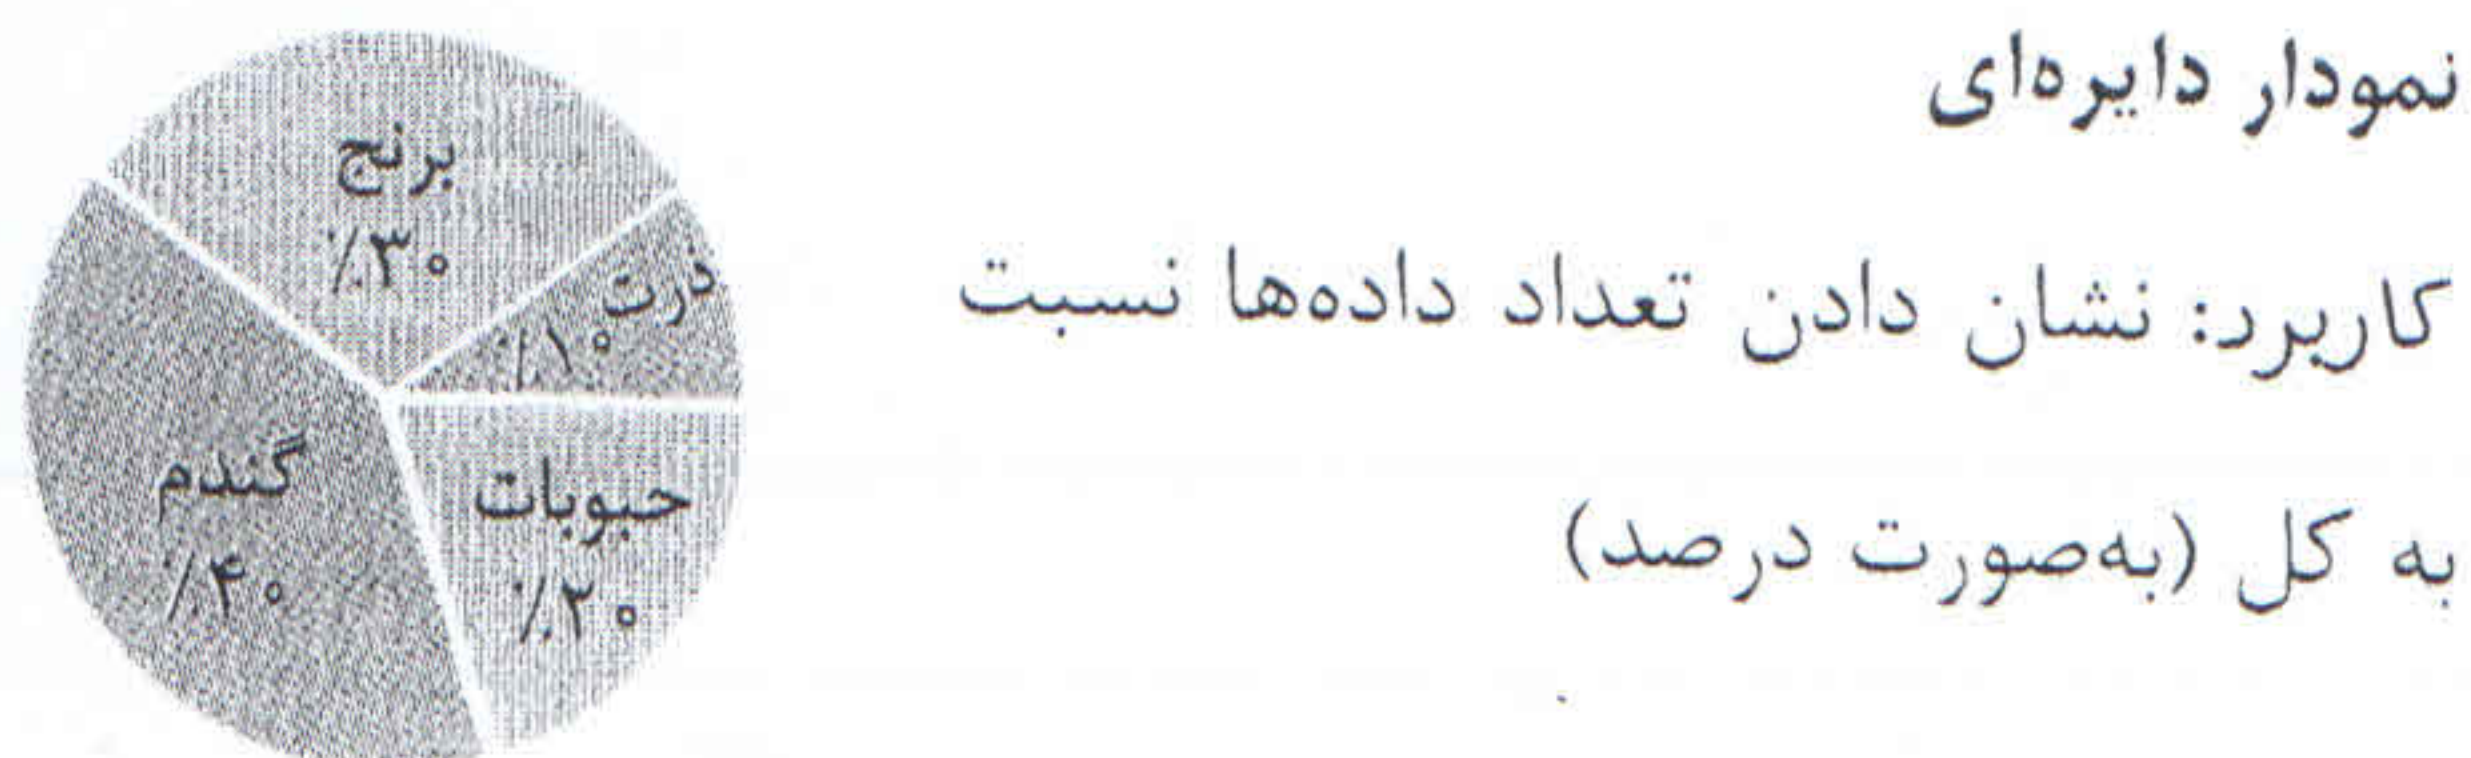 نمودار دایره‌ای
کاربرد: نشان دادن تعداد داده‌ها نسبت
به کل (به‌صورت درصد)
برنج
٪۳۰
ذرت
٪۱۰
حبوبات
٪۲۰
گندم
٪۴۰